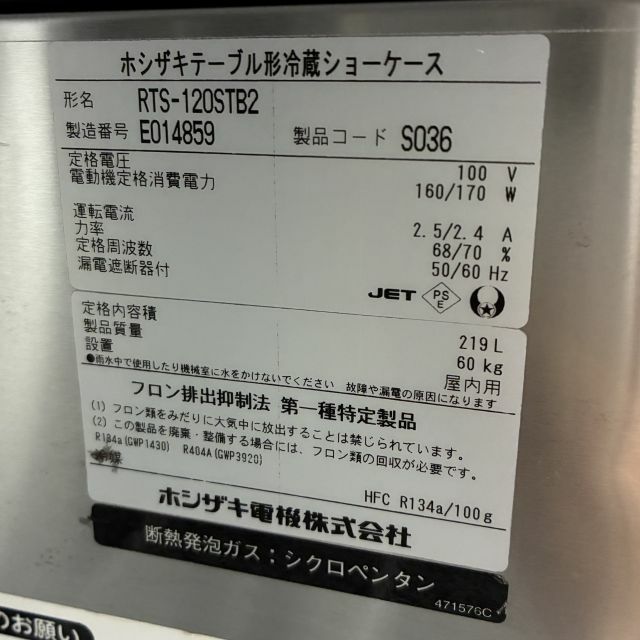 ホシザキテーブル形冷蔵ショーケース
形名 RTS-120STB2
製造番号 E014859 製品コード S036
定格電圧 100 V
電動機定格消費電力 160/170 W
運転電流 2.5/2.4 A
力率 68/70 %
定格周波数 50/60 Hz
漏電遮断器付
JET PSE
定格内容積 219 L
製品質量 60 kg
設置 屋内用
●雨水中で使用したり機械室に水をかけないでください 故障や漏電の原因になります
フロン排出抑制法 第一種特定製品
(1) フロン類をみだりに大気中に放出することは禁じられています。
(2) この製品を廃棄・整備する場合には、フロン類の回収が必要です。
R134a(GWP1430) R404A(GWP3920)
冷媒 HFC R134a/100g
ホシザキ電機株式会社
断熱発泡ガス：シクロペンタン
471576C
のお願い